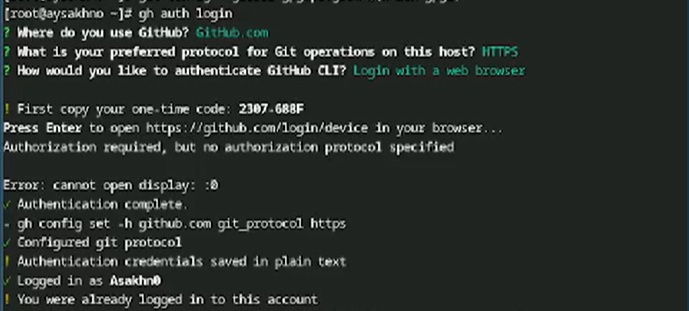 [root@aysakhno ~]# gh auth login
? Where do you use GitHub? GitHub.com
? What is your preferred protocol for Git operations on this host? HTTPS
? How would you like to authenticate GitHub CLI? Login with a web browser
! First copy your one-time code: 2307-688F
Press Enter to open https://github.com/login/device in your browser...
Authorization required, but no authorization protocol specified
Error: cannot open display: :0
✓ Authentication complete.
- gh config set -h github.com git_protocol https
✓ Configured git protocol
! Authentication credentials saved in plain text
✓ Logged in as Asakhn0
! You were already logged in to this account